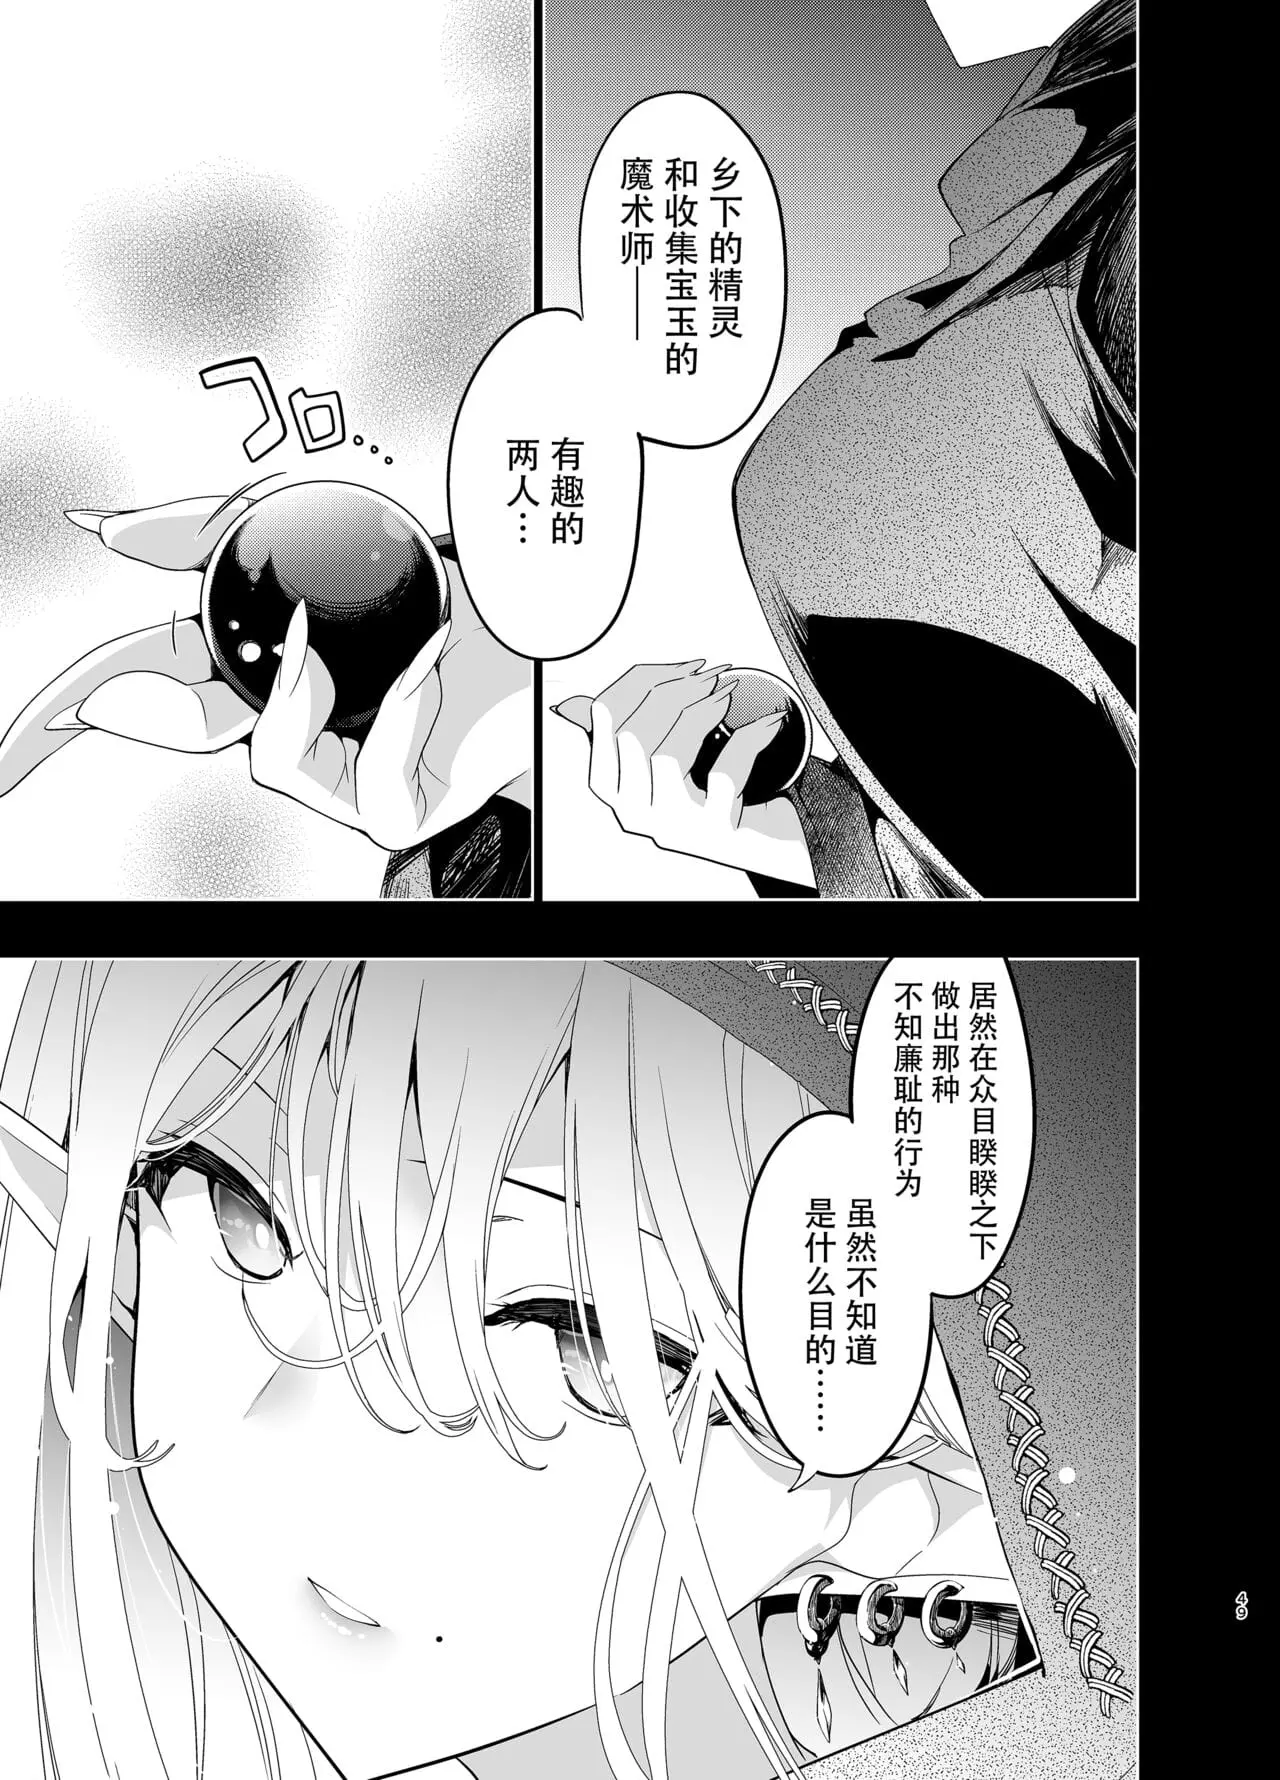 乡下的精灵
和收集宝玉的
魔术师——
有趣的
两人…
コロ…
居然在众目睽睽之下
做出那种
不知廉耻的行为
虽然不知道
是什么目的……
49